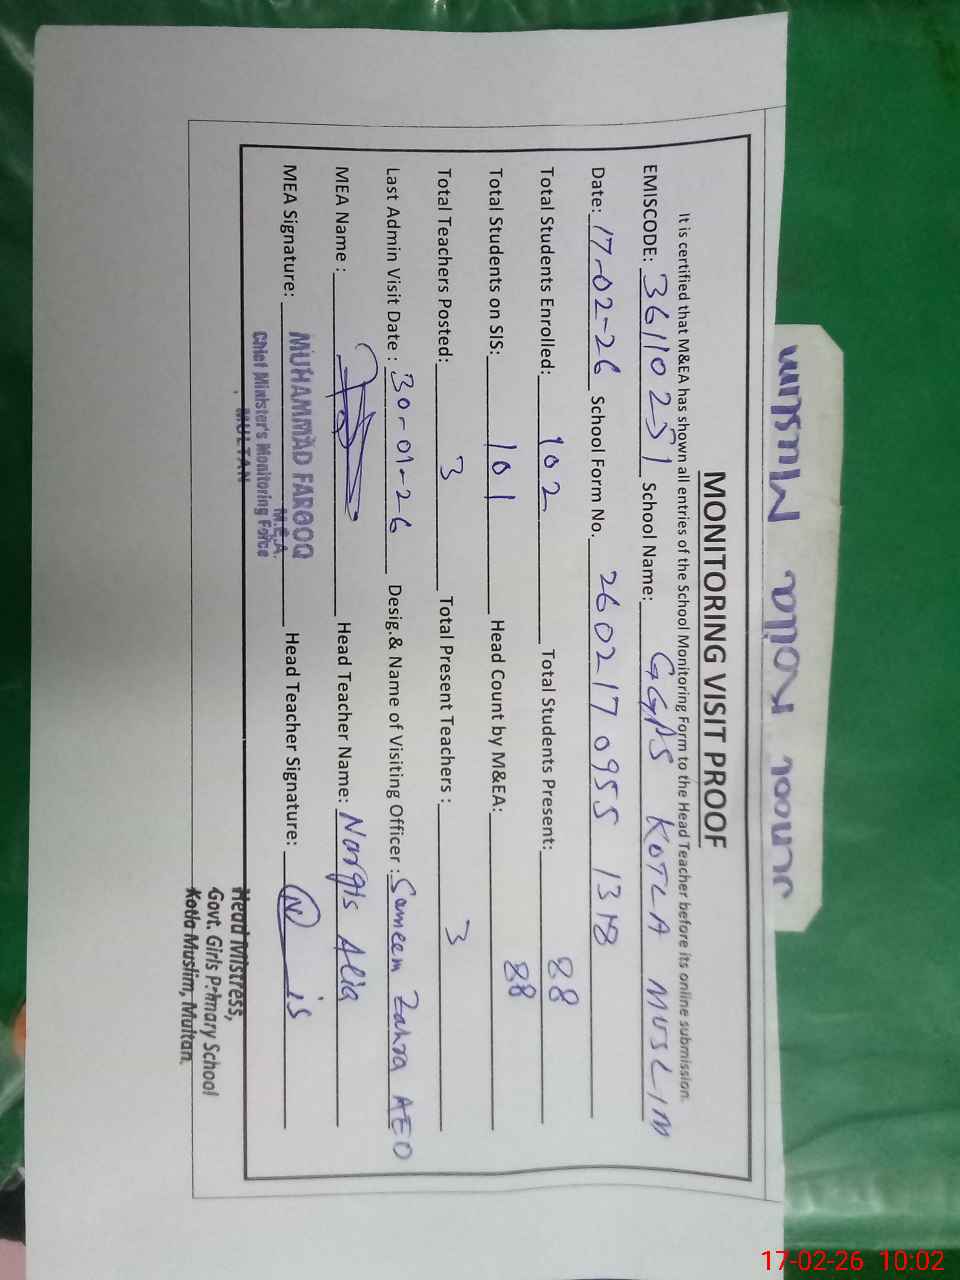 School Kotla Muslim
MONITORING VISIT PROOF
It is certified that M&EA has shown all entries of the School Monitoring Form to the Head Teacher before its online submission.
EMISCODE: 36110251 School Name: GGPS KOTLA MUSLIM
Date: 17-02-26 School Form No. 2602170955 1318
Total Students Enrolled: 102 Total Students Present: 88
Total Students on SIS: 101 Head Count by M&EA: 88
Total Teachers Posted: 3 Total Present Teachers : 3
Last Admin Visit Date : 30-01-26 Desig.& Name of Visiting Officer : Sameem Zahra AEO
MEA Name : Head Teacher Name: Nargis Alia
MEA Signature: Head Teacher Signature:
MUHAMMAD FAROOQ
M.E.A.
Chief Minister's Monitoring Force
MULTAN
Head Mistress,
Govt. Girls Primary School
Kotla Muslim, Multan.
17-02-26 10:02